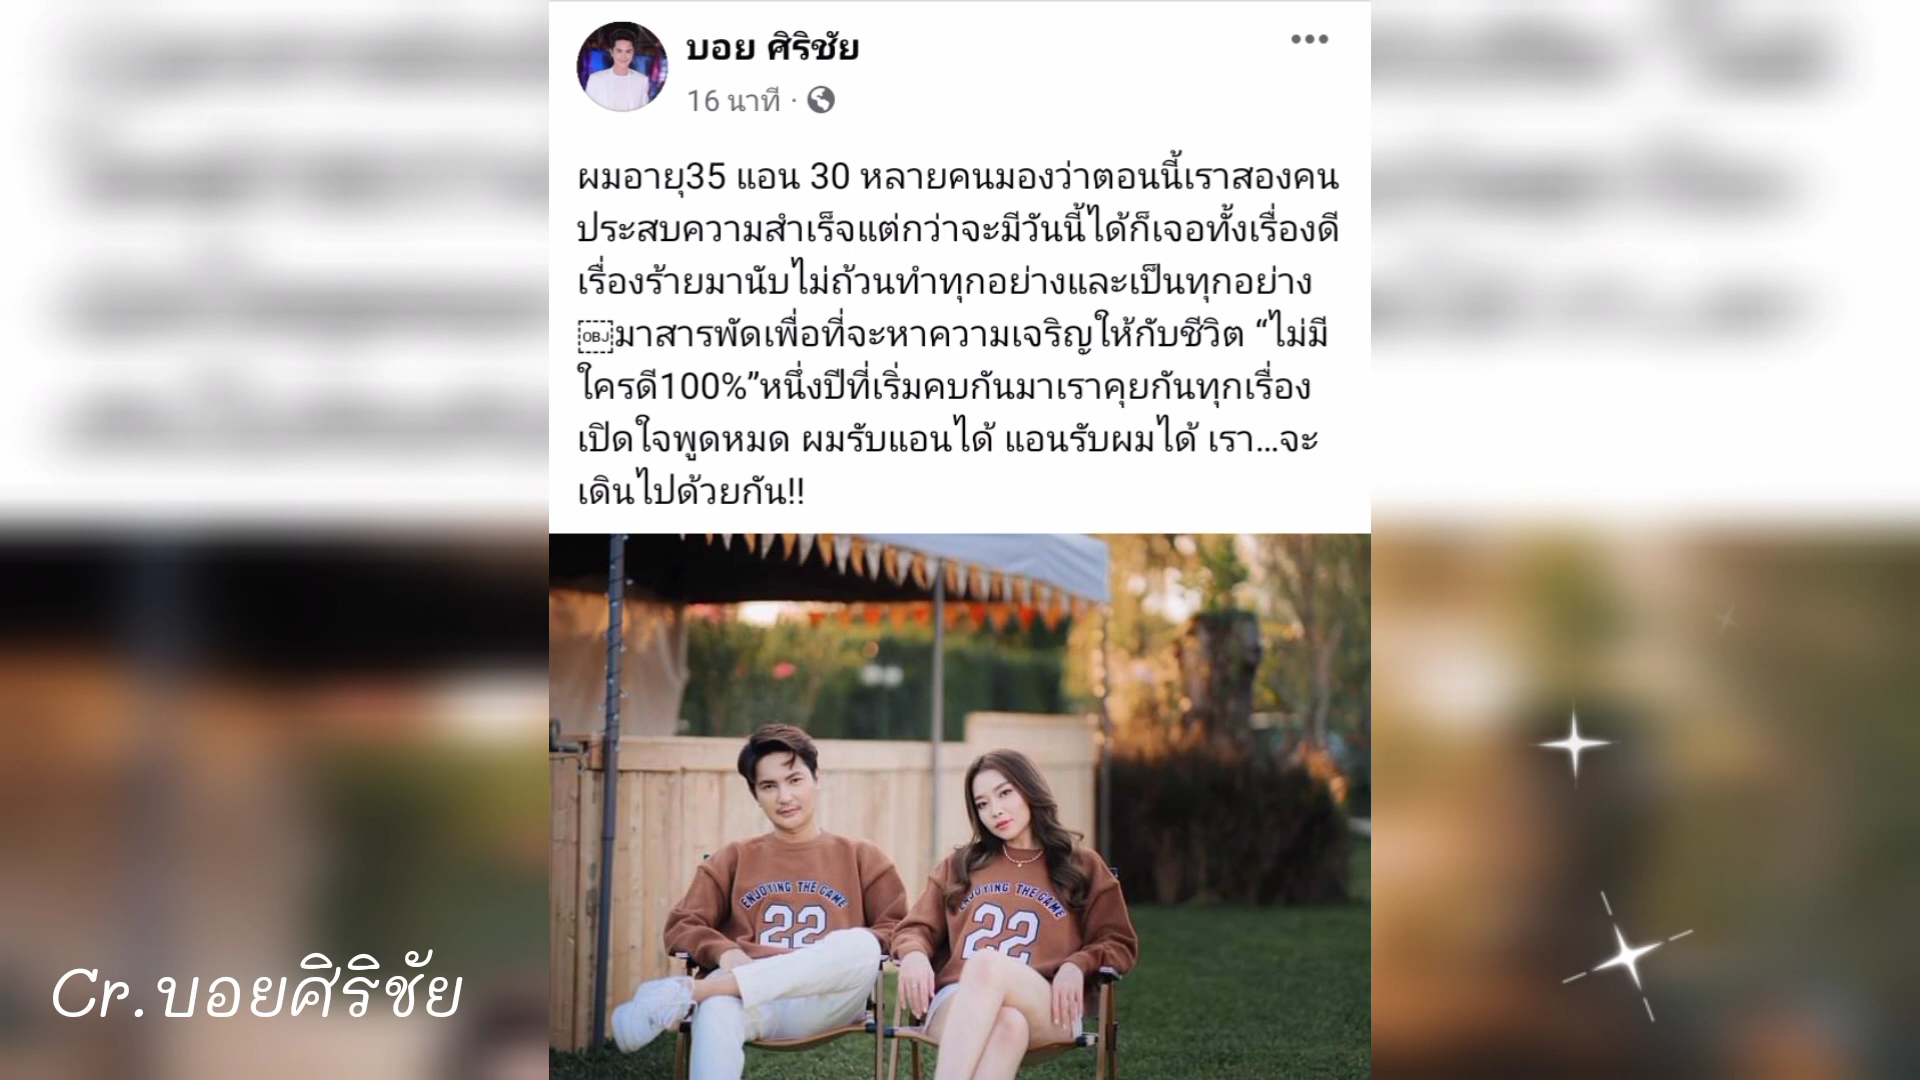 บอย ศิริชัย
16 นาที ·
ผมอายุ35 แอน 30 หลายคนมองว่าตอนนี้เราสองคน
ประสบความสำเร็จแต่กว่าจะมีวันนี้ได้ก็เจอทั้งเรื่องดี
เรื่องร้ายมานับไม่ถ้วนทำทุกอย่างและเป็นทุกอย่าง
OBJมาสารพัดเพื่อที่จะหาความเจริญให้กับชีวิต “ไม่มี
ใครดี100%”หนึ่งปีที่เริ่มคบกันมาเราคุยกันทุกเรื่อง
เปิดใจพูดหมด ผมรับแอนได้ แอนรับผมได้ เรา...จะ
เดินไปด้วยกัน!!
ENJOYING THE GAME
22
ENJOYING THE GAME
22
Cr.บอยศิริชัย